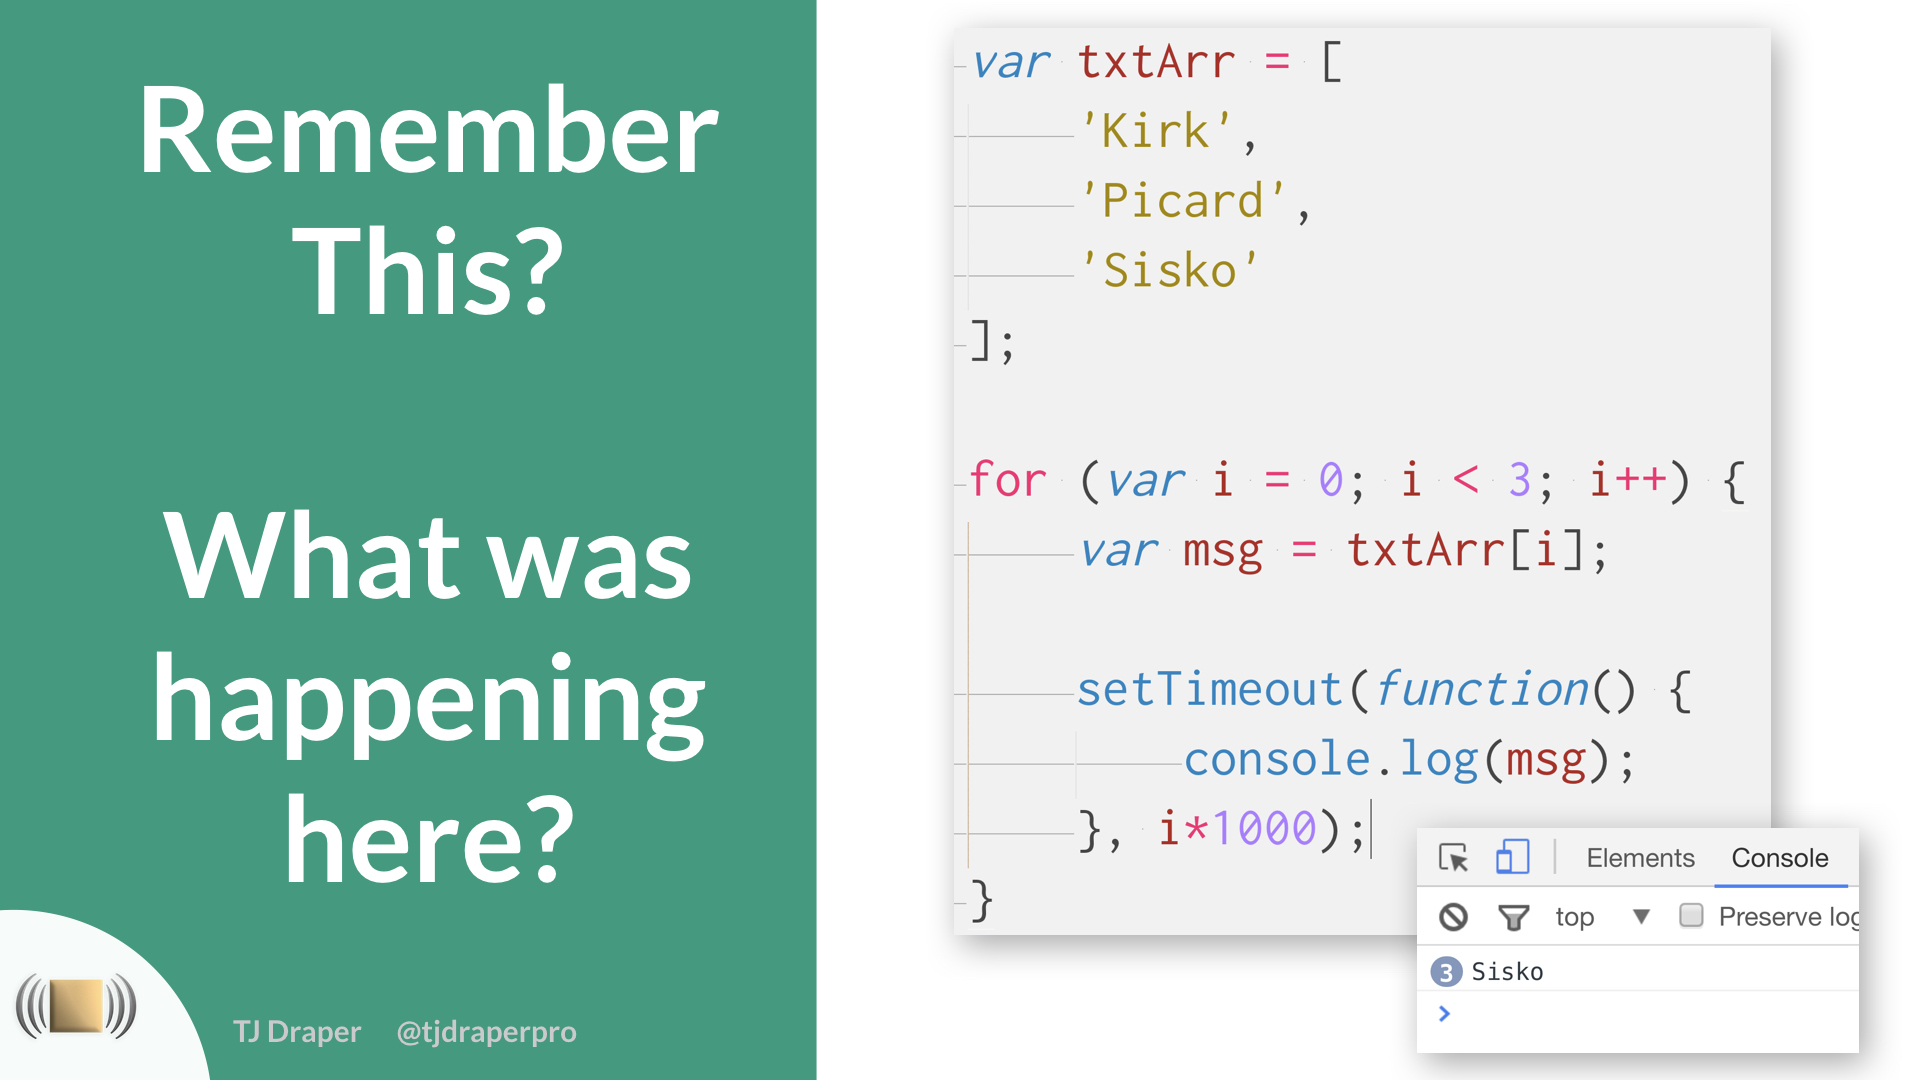 Remember
This?
What was
happening
here?
TJ Draper @tjdraperpro
var txtArr = [
'Kirk',
'Picard',
'Sisko'
];
for (var i = 0; i < 3; i++) {
var msg = txtArr[i];
setTimeout(function() {
console.log(msg);
}, i*1000);
}
Elements Console
top Preserve log
3 Sisko